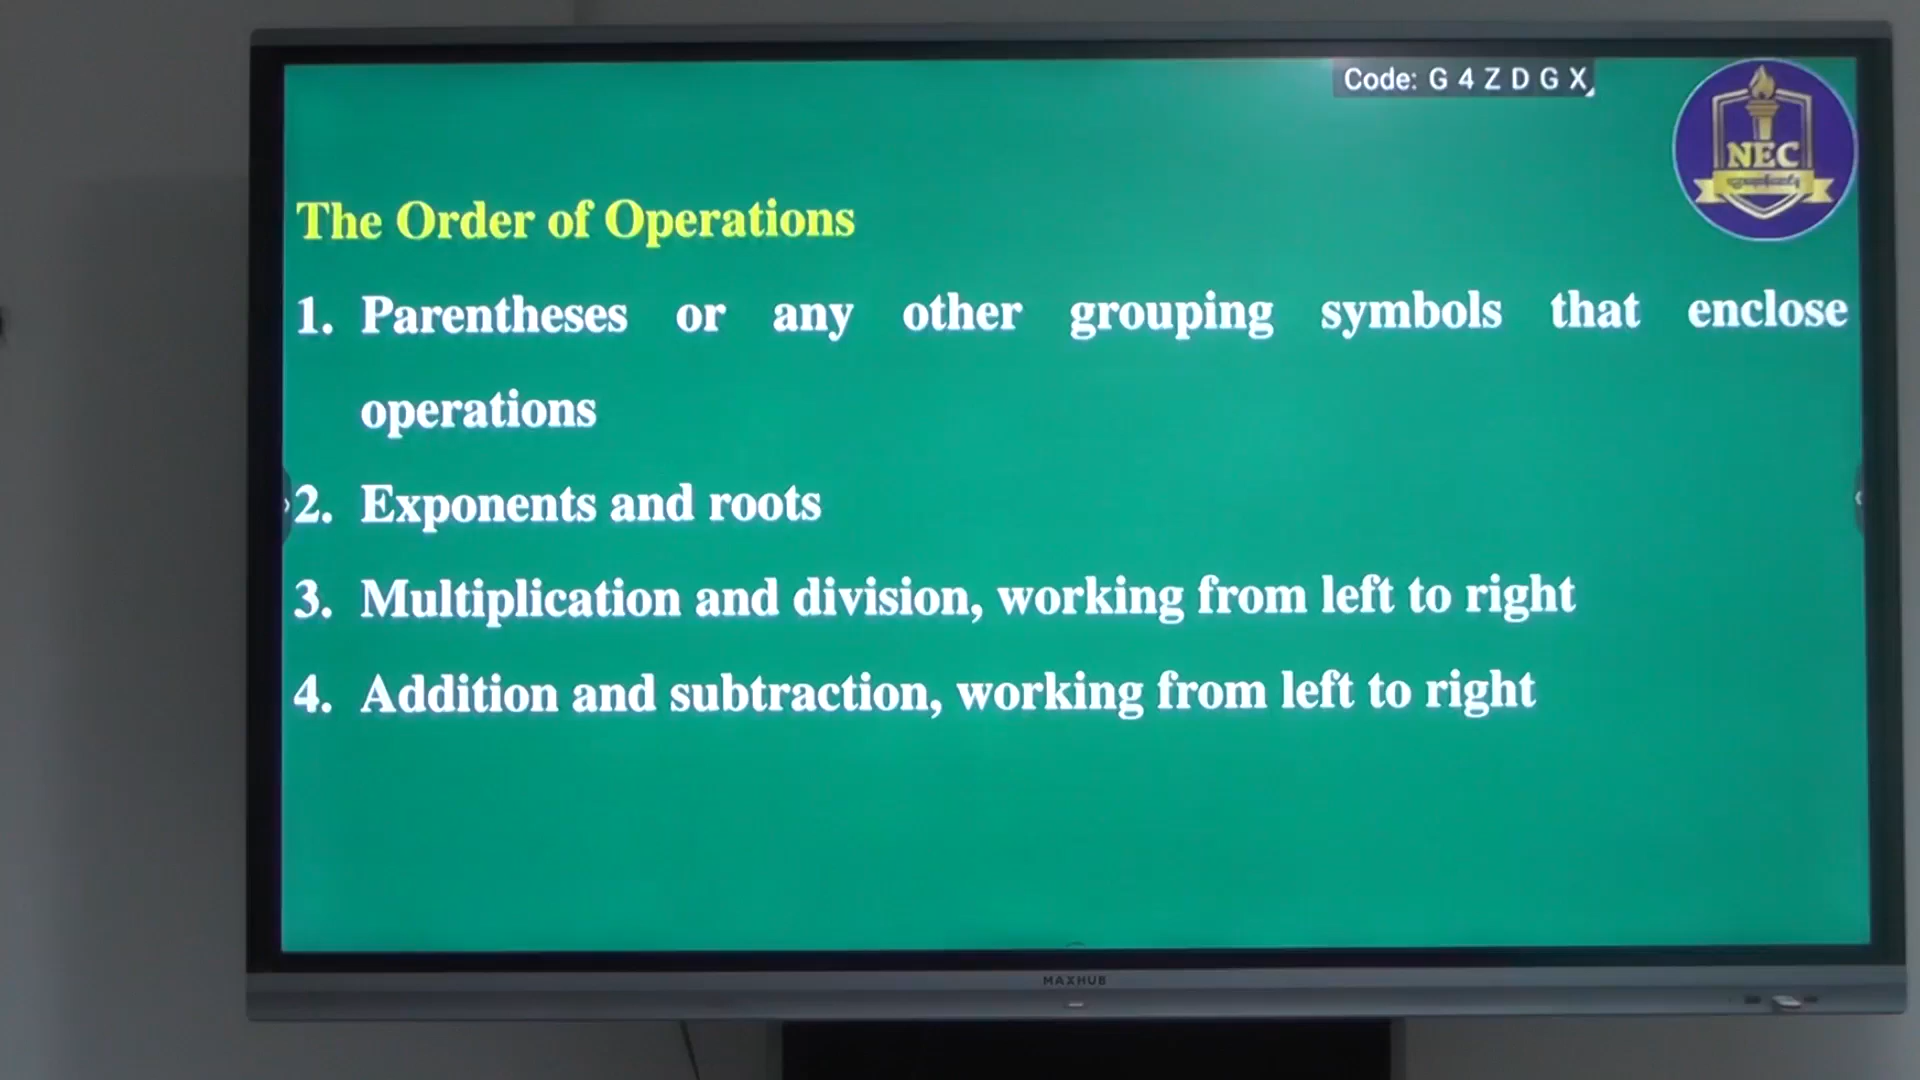 Code: G 4 Z D G X
NEC
The Order of Operations
1. Parentheses or any other grouping symbols that enclose
operations
2. Exponents and roots
3. Multiplication and division, working from left to right
4. Addition and subtraction, working from left to right
MAXHUB